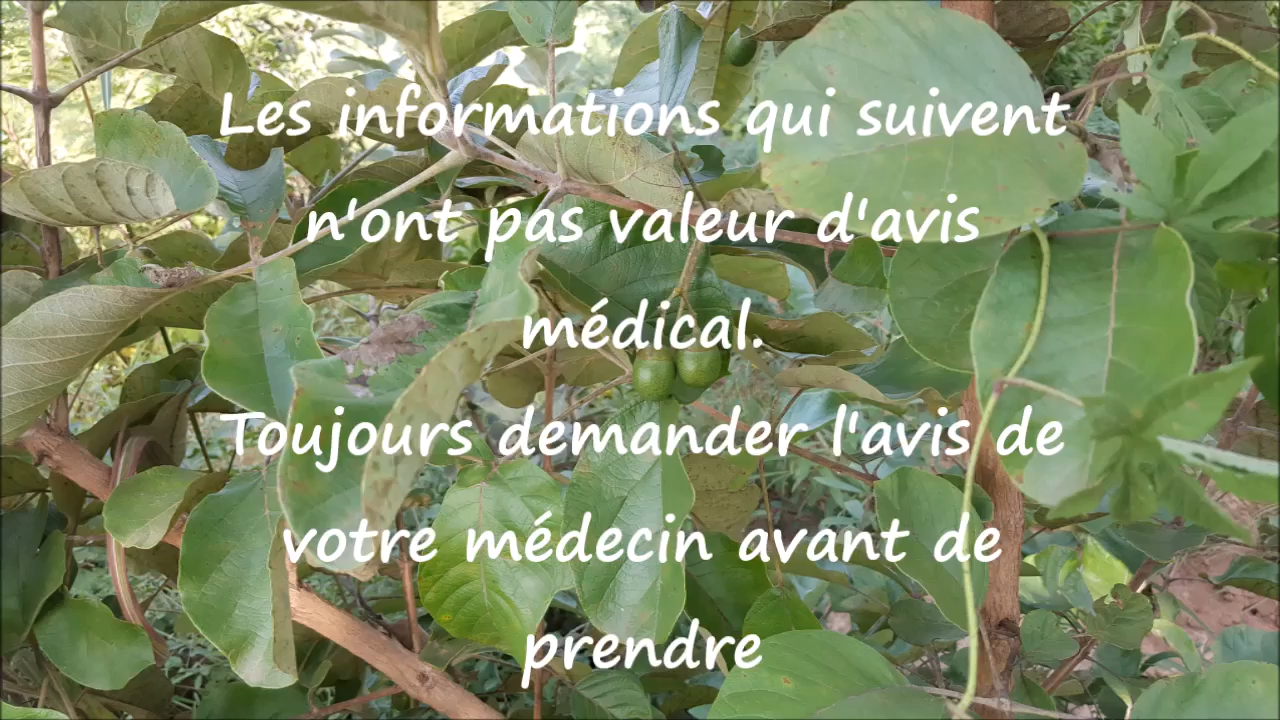 Les informations qui suivent
n'ont pas valeur d'avis
médical.
Toujours demander l'avis de
votre médecin avant de
prendre